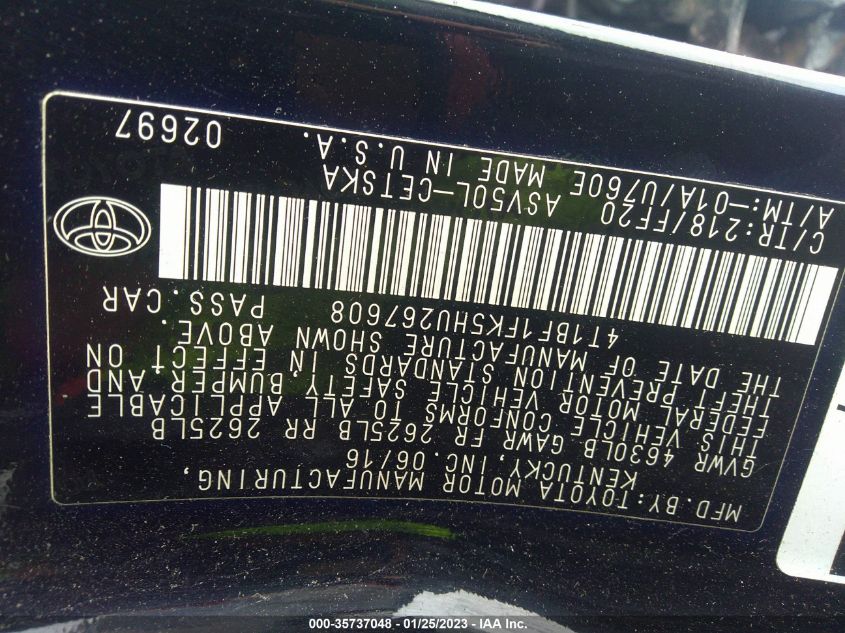 MFD.BY:TOYOTA MOTOR MANUFACTURING,
KENTUCKY,INC.06/16
GVWR 4630LB GAWR FR 2625LB RR 2625LB
THIS VEHICLE CONFORMS TO ALL APPLICABLE
FEDERAL MOTOR VEHICLE SAFETY BUMPER AND
THEFT PREVENTION STANDARDS IN EFFECT ON
THE DATE OF MANUFACTURE SHOWN ABOVE.
4T1BF1FK5HU267608 PASS.CAR
C/TR:218/FF20 ASV50L-CETSKA
A/TM:-01A/U760E MADE IN U.S.A. 02697
000-35737048 - 01/25/2023 - IAA Inc.